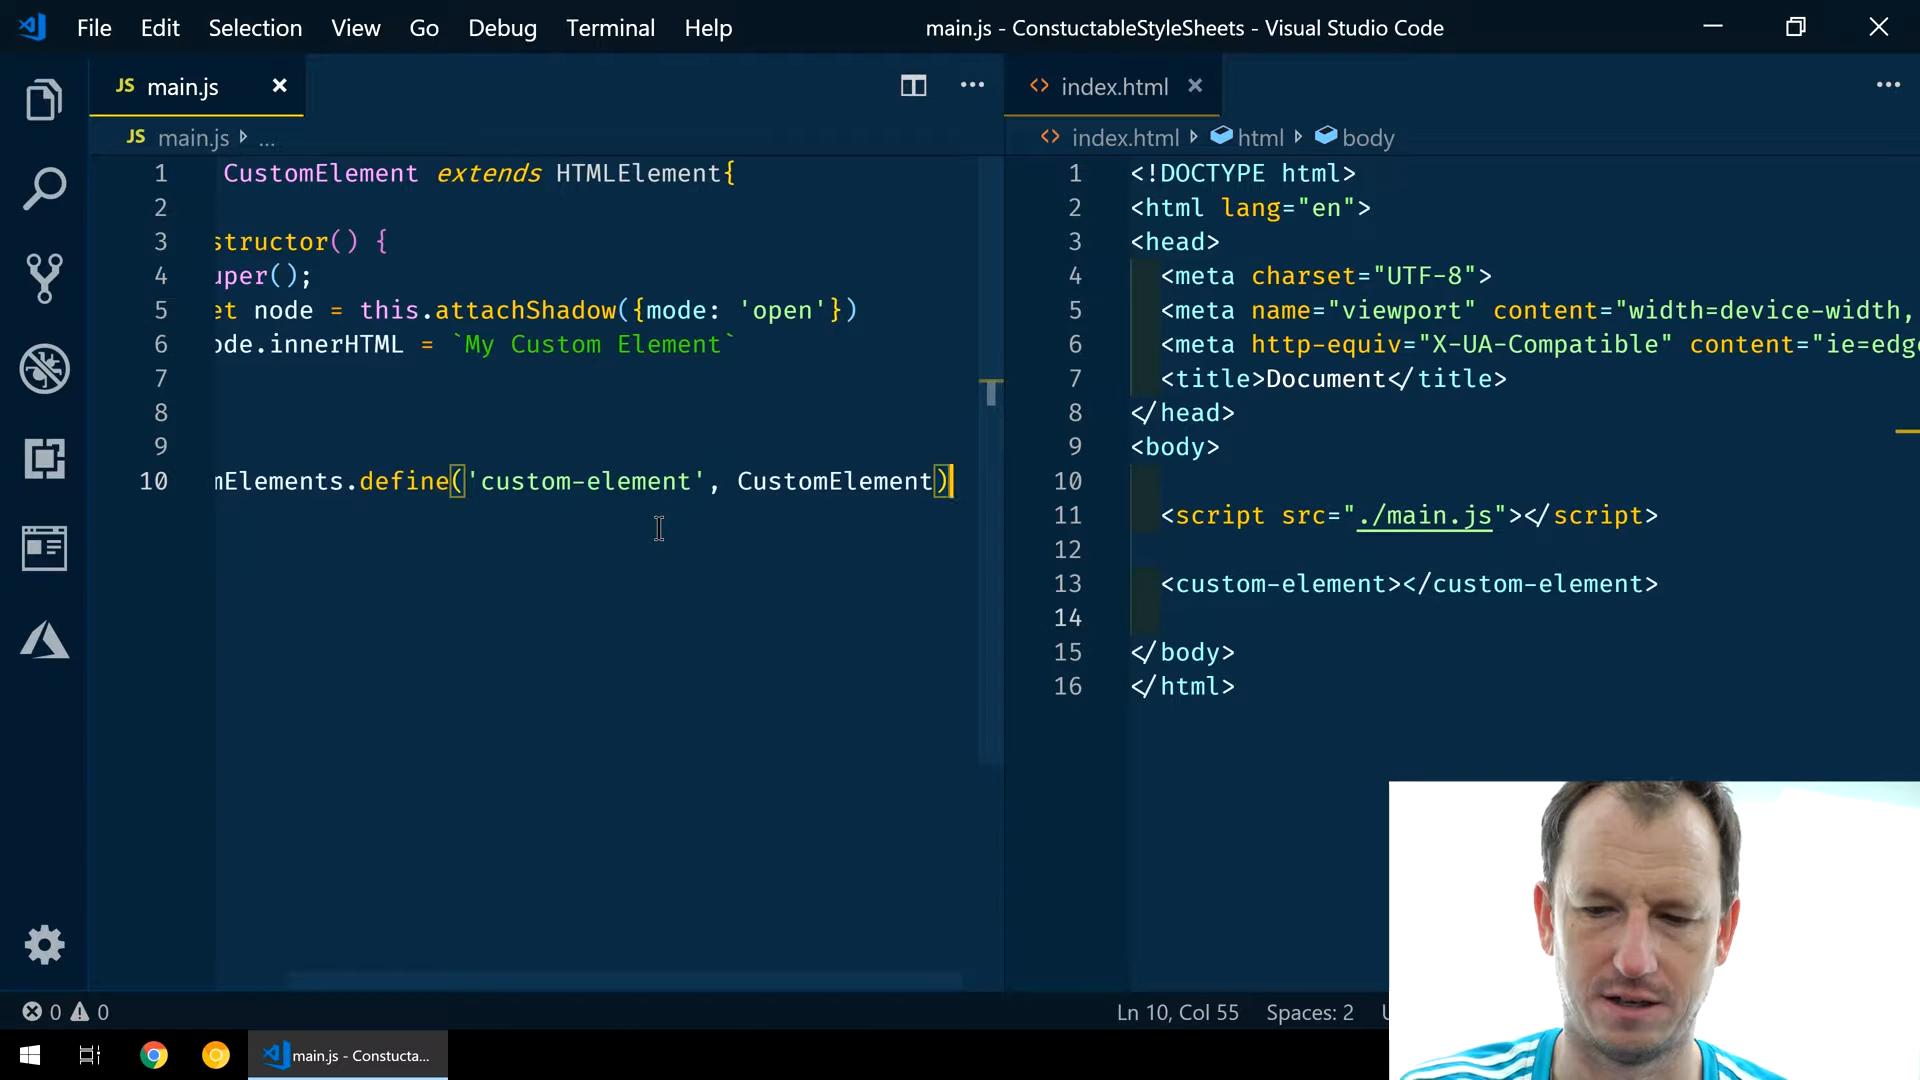 File Edit Selection View Go Debug Terminal Help
main.js - ConstuctableStyleSheets - Visual Studio Code
JS main.js ×
JS main.js › ...
1 CustomElement extends HTMLElement{
2
3 structor() {
4 uper();
5 et node = this.attachShadow({mode: 'open'})
6 ode.innerHTML = `My Custom Element`
7
8
9
10 mElements.define('custom-element', CustomElement)
<> index.html ×
<> index.html › html › body
1 <!DOCTYPE html>
2 <html lang="en">
3 <head>
4 <meta charset="UTF-8">
5 <meta name="viewport" content="width=device-width,
6 <meta http-equiv="X-UA-Compatible" content="ie=edge
7 <title>Document</title>
8 </head>
9 <body>
10
11 <script src="./main.js"></script>
12
13 <custom-element></custom-element>
14
15 </body>
16 </html>
0 0
Ln 10, Col 55 Spaces: 2
main.js - Constucta...